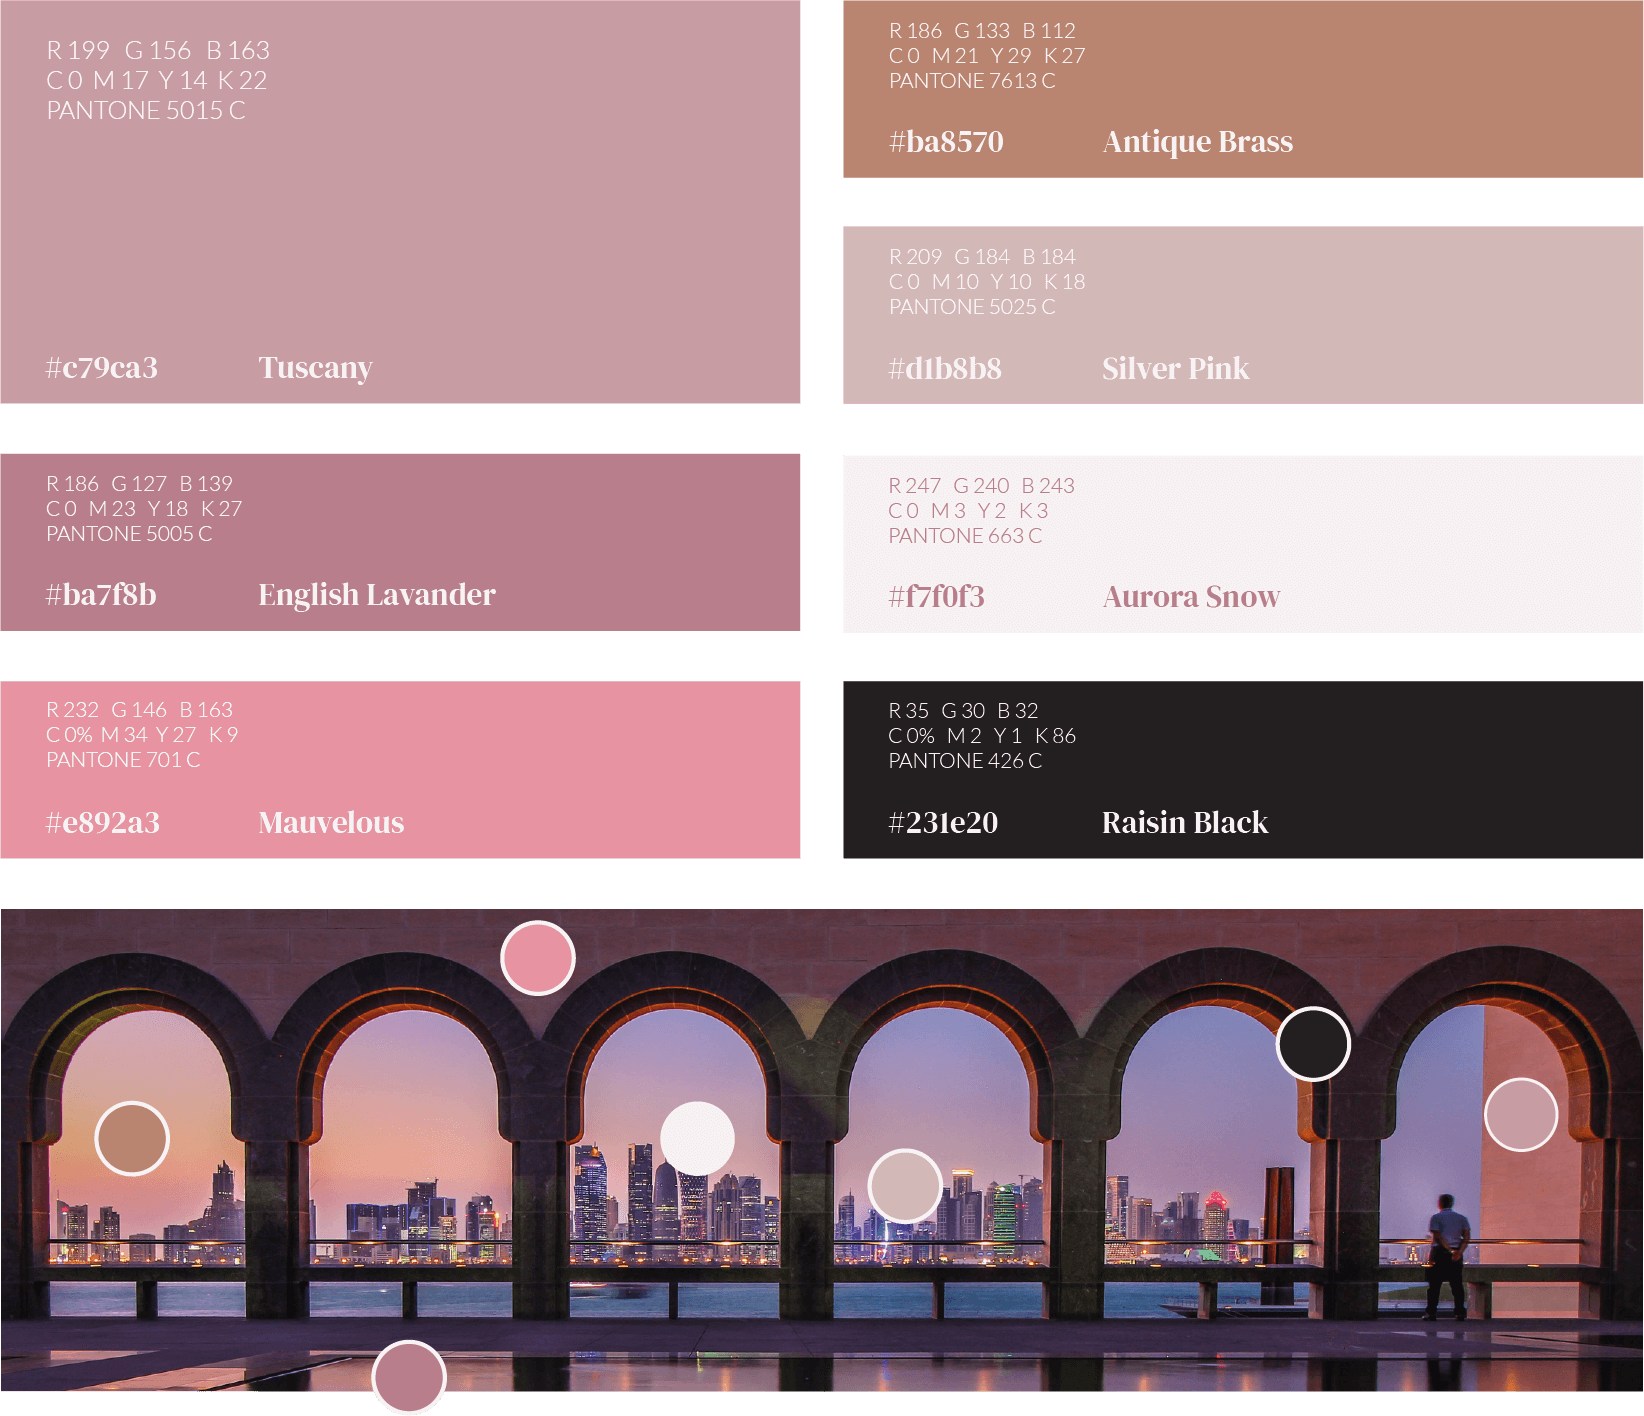 R 199 G 156 B 163
C 0 M 17 Y 14 K 22
PANTONE 5015 C
#c79ca3 Tuscany
R 186 G 133 B 112
C 0 M 21 Y 29 K 27
PANTONE 7613 C
#ba8570 Antique Brass
R 209 G 184 B 184
C 0 M 10 Y 10 K 18
PANTONE 5025 C
#d1b8b8 Silver Pink
R 186 G 127 B 139
C 0 M 23 Y 18 K 27
PANTONE 5005 C
#ba7f8b English Lavander
R 247 G 240 B 243
C 0 M 3 Y 2 K 3
PANTONE 663 C
#f7f0f3 Aurora Snow
R 232 G 146 B 163
C 0% M 34 Y 27 K 9
PANTONE 701 C
#e892a3 Mauvelous
R 35 G 30 B 32
C 0% M 2 Y 1 K 86
PANTONE 426 C
#231e20 Raisin Black